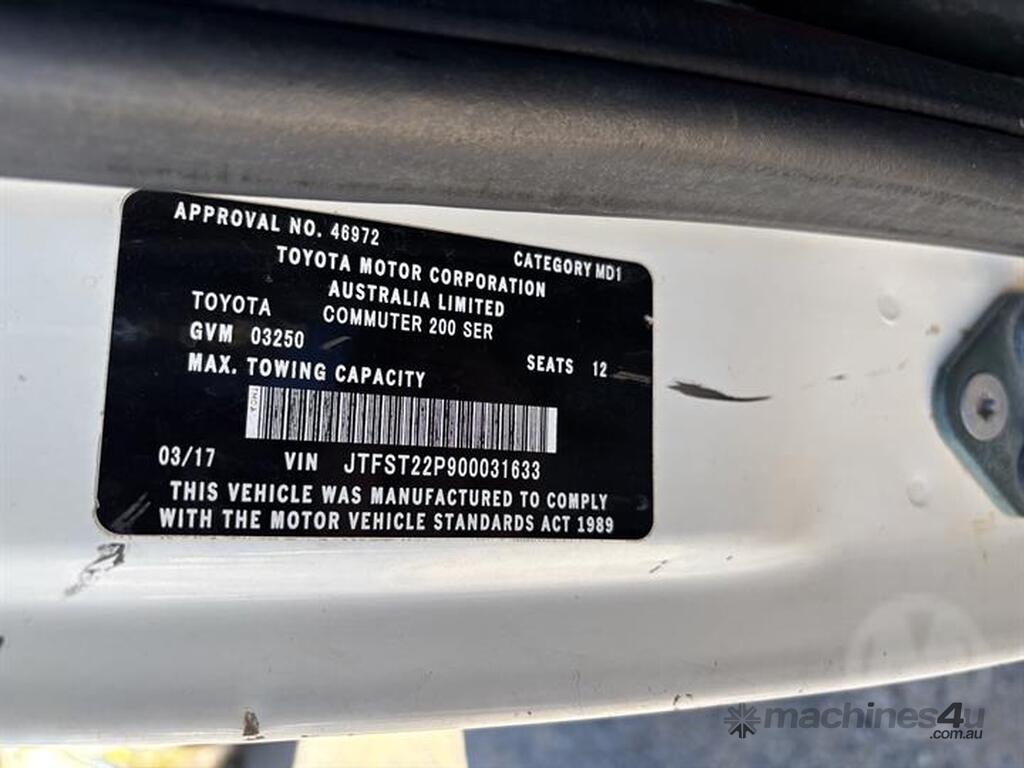 APPROVAL NO. 46972
CATEGORY MD1
TOYOTA MOTOR CORPORATION
AUSTRALIA LIMITED
TOYOTA COMMUTER 200 SER
GVM 03250
SEATS 12
MAX. TOWING CAPACITY
03/17 VIN JTFST22P900031633
THIS VEHICLE WAS MANUFACTURED TO COMPLY
WITH THE MOTOR VEHICLE STANDARDS ACT 1989
machines4u
.com.au